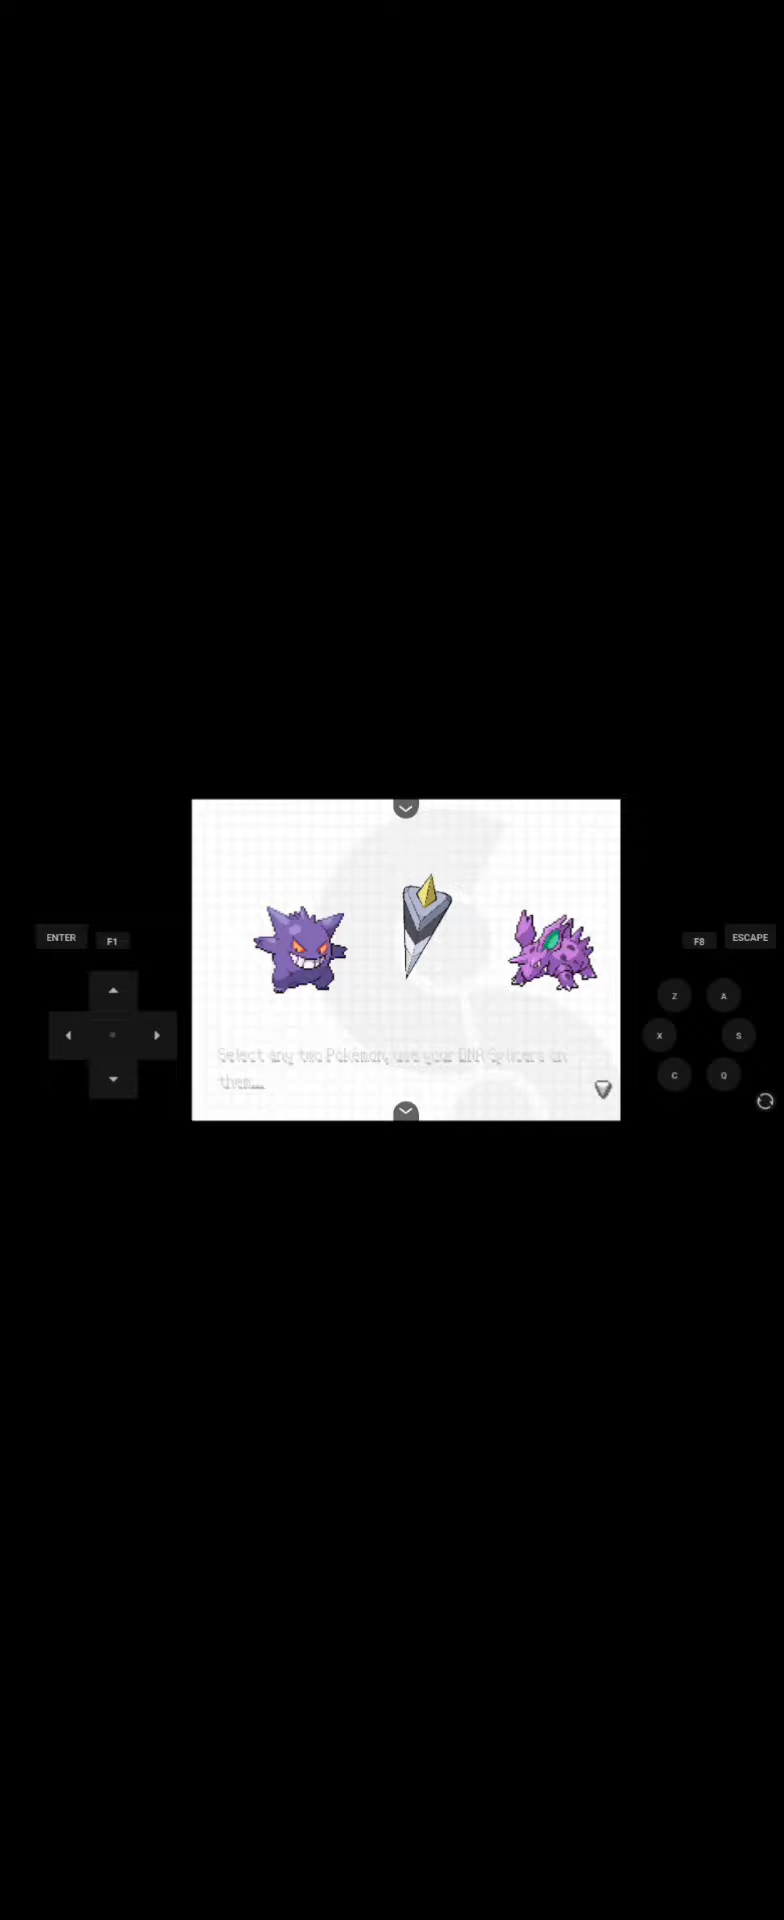 Select any two Pokémon, use your DNA Splicers on
them...
ENTER
F1
F8
ESCAPE
Z
A
X
S
C
Q